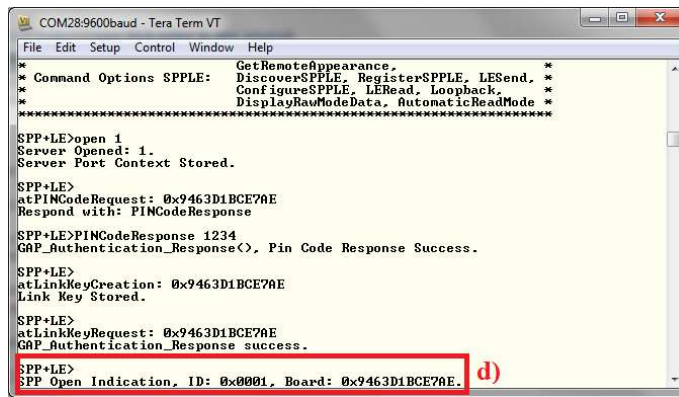 COM28:9600baud - Tera Term VT
File Edit Setup Control Window Help
* GetRemoteAppearance, *
* Command Options SPPLE: DiscoverSPPLE, RegisterSPPLE, LESend, *
* ConfigureSPPLE, LERead, Loopback, *
* DisplayRawModeData, AutomaticReadMode *
******************************************************************
SPP+LE>open 1
Server Opened: 1.
Server Port Context Stored.
SPP+LE>
atPINCodeRequest: 0x9463D1BCE7AE
Respond with: PINCodeResponse
SPP+LE>PINCodeResponse 1234
GAP_Authentication_Response(), Pin Code Response Success.
SPP+LE>
atLinkKeyCreation: 0x9463D1BCE7AE
Link Key Stored.
SPP+LE>
atLinkKeyRequest: 0x9463D1BCE7AE
GAP_Authentication_Response success.
SPP+LE>
SPP Open Indication, ID: 0x0001, Board: 0x9463D1BCE7AE.
d)